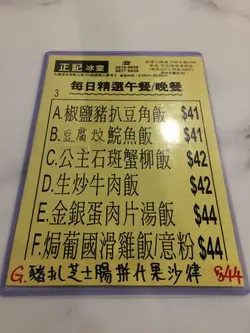 正記冰室
每日精選午餐/晚餐
3
A.椒鹽豬扒豆角飯 $41
B.豆腐炆鯇魚飯 $41
C.公主石斑蟹柳飯 $42
D.生炒牛肉飯 $42
E.金銀蛋肉片湯飯 $44
F.焗葡國滑雞飯/意粉 $44
G.豬扒芝士腸拼什果沙律 $44